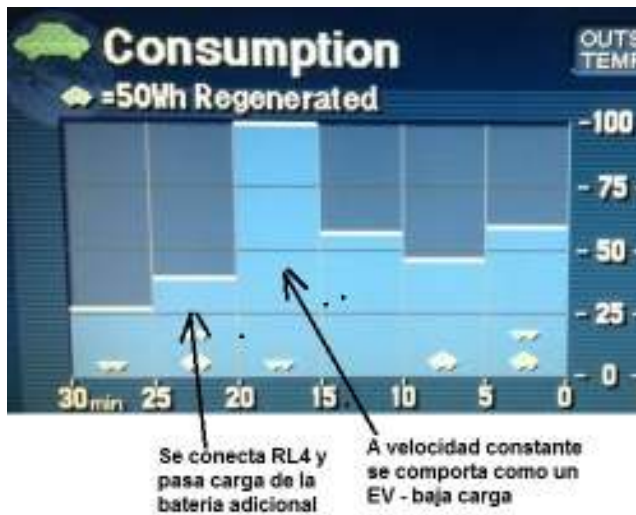 Consumption
OUTS
TEMP
=50Wh Regenerated
100
75
50
25
0
30min 25 20 15 10 5 0
Se conecta RL4 y
pasa carga de la
bateria adicional
A velocidad constante
se comporta como un
EV - baja carga